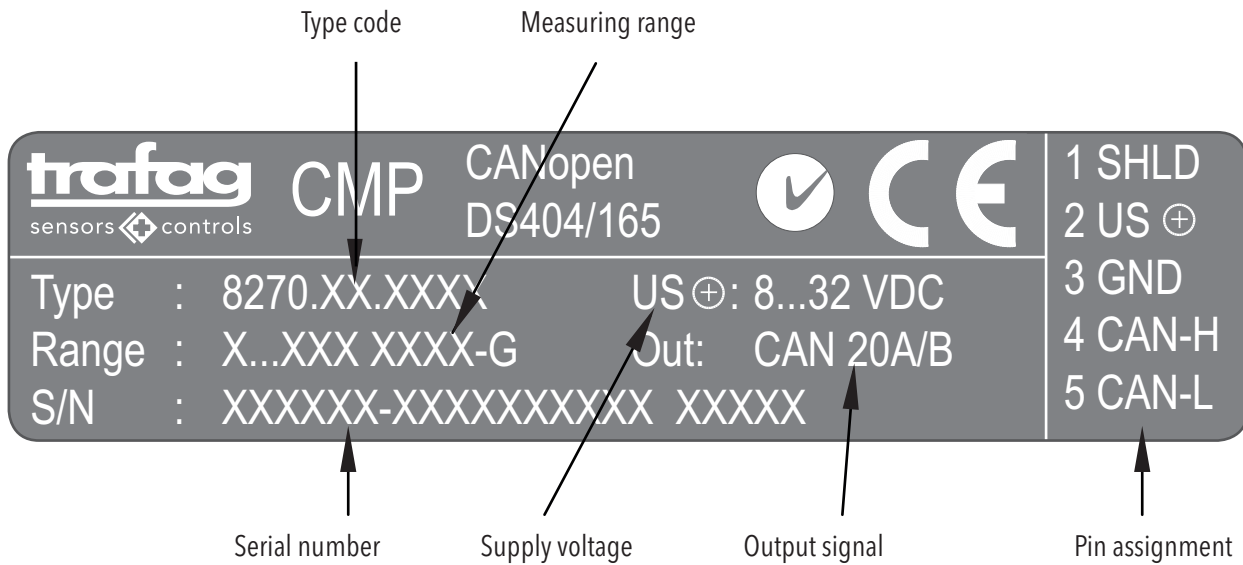 Type code Measuring range
trafag
sensors controls
CMP
CANopen
DS404/165
CE
Type : 8270.XX.XXXX US ⊕: 8...32 VDC
Range : X...XXX XXXX-G Out: CAN 20A/B
S/N : XXXXXX-XXXXXXXXXX XXXXX
1 SHLD
2 US ⊕
3 GND
4 CAN-H
5 CAN-L
Serial number Supply voltage Output signal Pin assignment